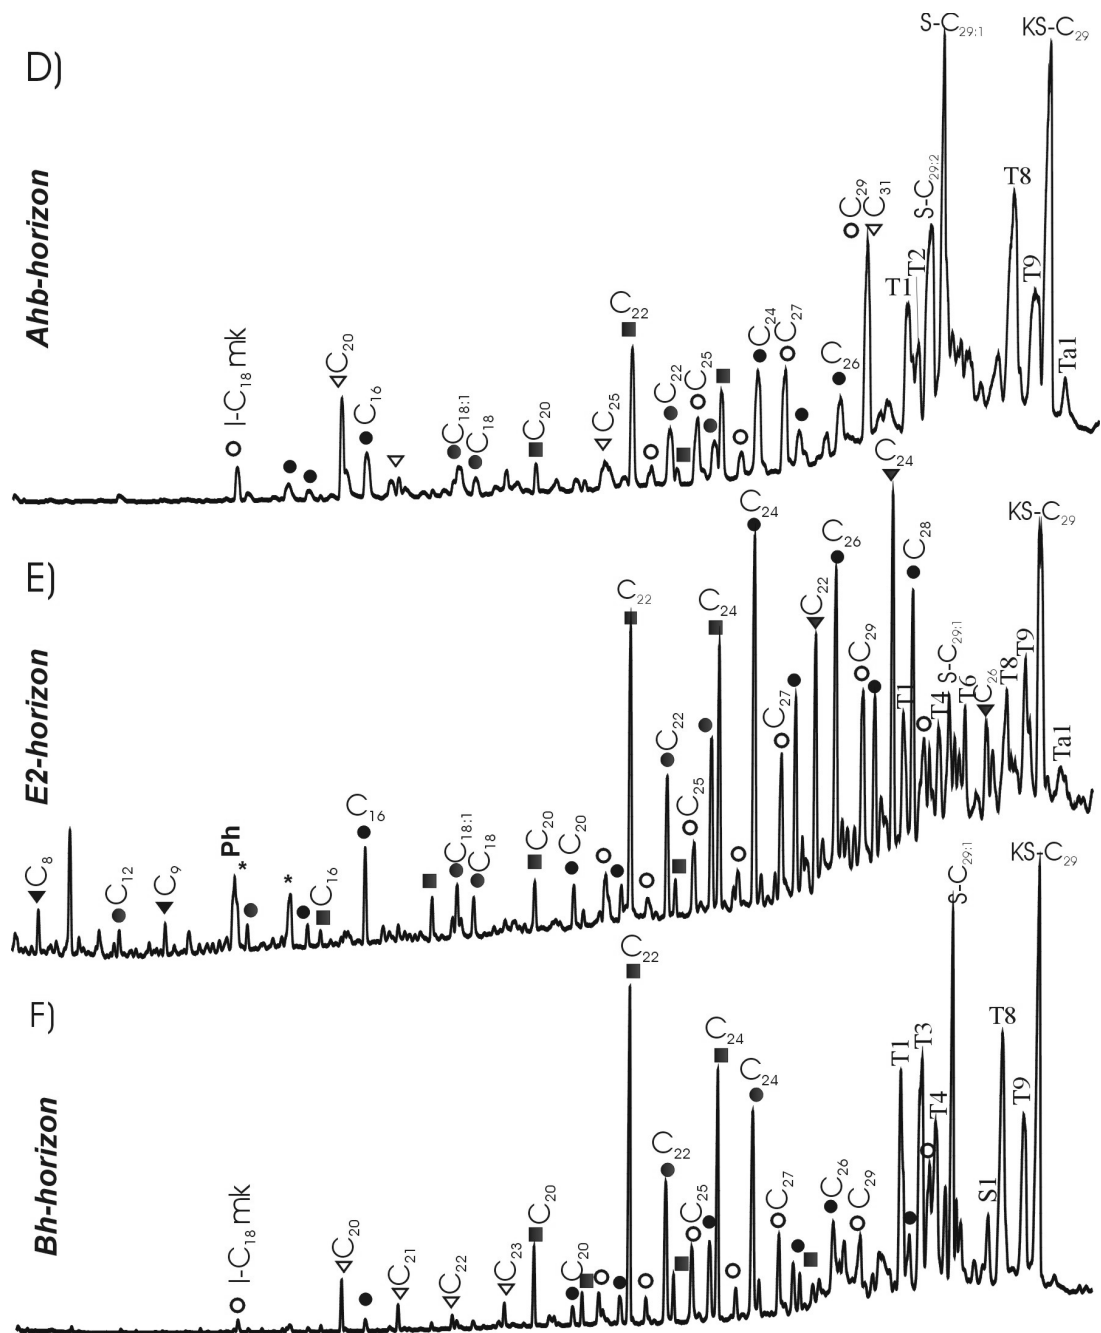 D)
Ahb-horizon
I-C18 mk
C20
C16
C18:1
C18
C20
C25
C22
C22
C25
C24
C27
C26
C29
C31
T1
T2
S-C29:2
S-C29:1
T8
T9
KS-C29
Ta1
E)
E2-horizon
C8
C12
C9
Ph
*
*
C16
C16
C18:1
C18
C20
C20
C22
C22
C25
C24
C24
C27
C22
C26
C29
C24
C28
T1
T4
S-C29:1
T6
C26
T8
T9
KS-C29
Ta1
F)
Bh-horizon
I-C18 mk
C20
C21
C22
C23
C20
C20
C22
C22
C25
C24
C24
C27
C26
C29
T1
T3
T4
S-C29:1
S1
T8
T9
KS-C29